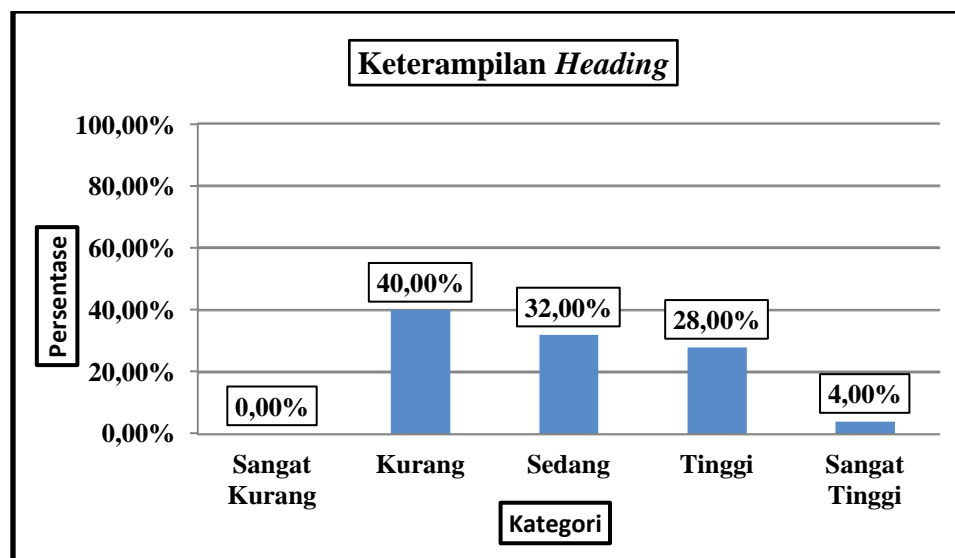 Keterampilan Heading
100,00%
80,00%
60,00%
40,00%
20,00%
0,00%
Persentase
0,00%
40,00%
32,00%
28,00%
4,00%
Sangat
Kurang
Kurang
Sedang
Tinggi
Sangat
Tinggi
Kategori